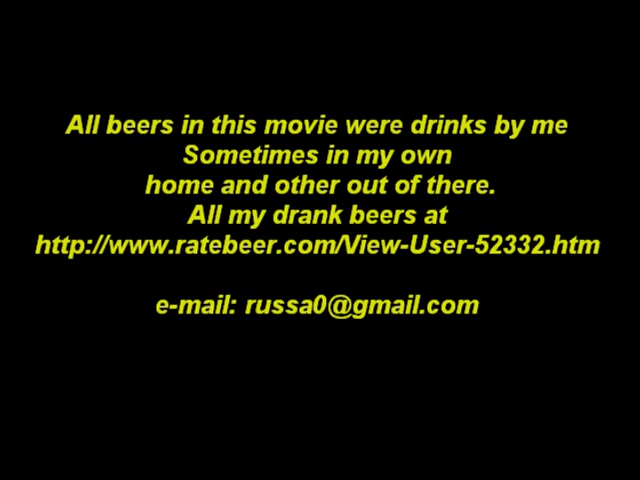 All beers in this movie were drinks by me
Sometimes in my own
home and other out of there.
All my drank beers at
http://www.ratebeer.com/View-User-52332.htm
e-mail: russa0@gmail.com